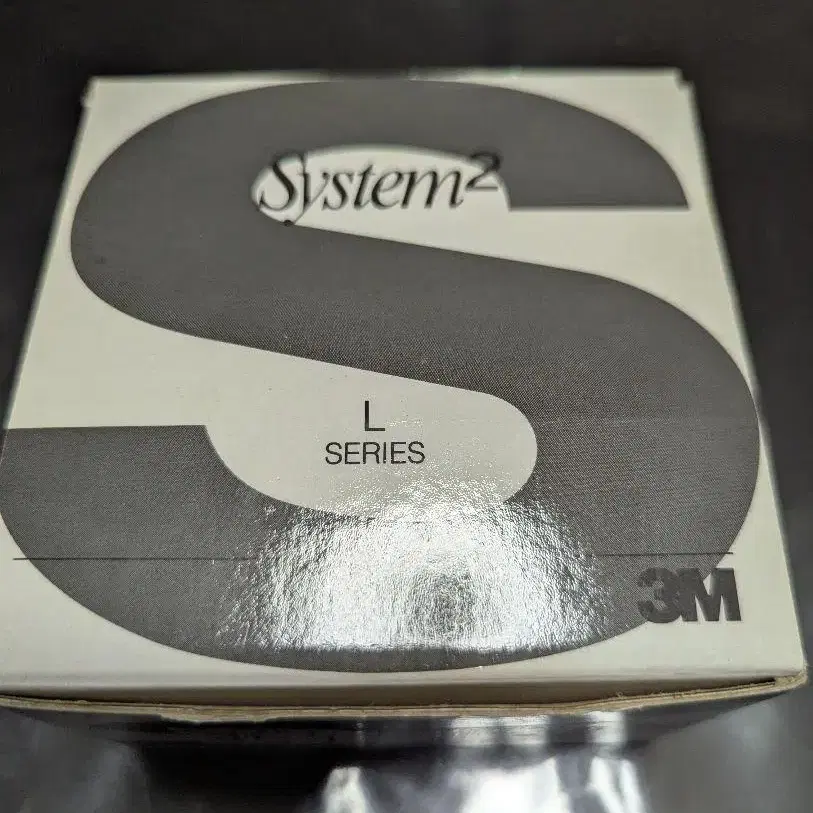 System²
L
SERIES
3M